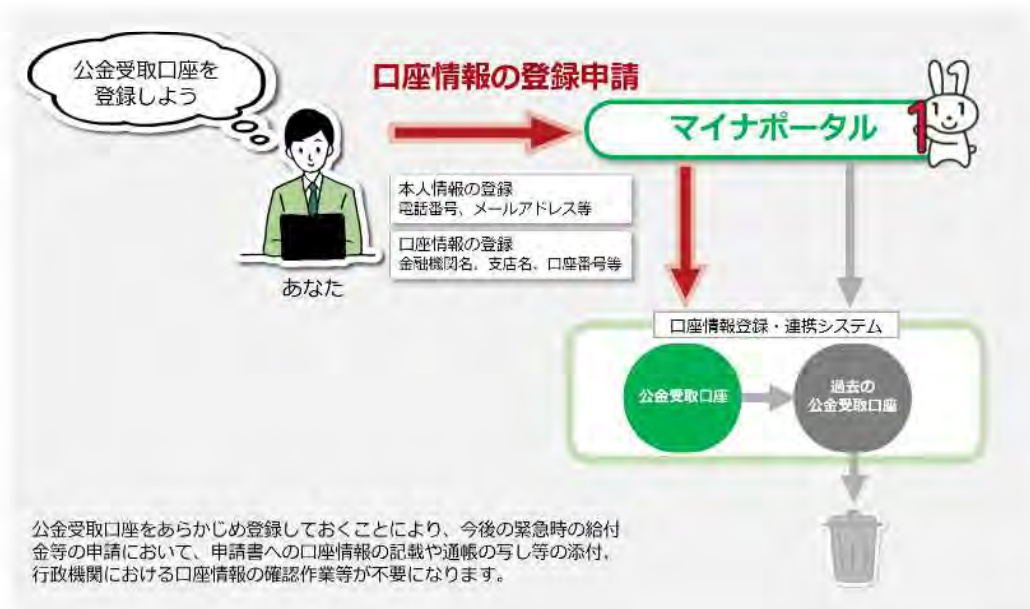 公金受取口座を
登録しよう
口座情報の登録申請
マイナポータル
1
本人情報の登録
電話番号、メールアドレス等
口座情報の登録
金融機関名、支店名、口座番号等
あなた
口座情報登録・連携システム
公金受取口座
過去の
公金受取口座
公金受取口座をあらかじめ登録しておくことにより、今後の緊急時の給付
金等の申請において、申請書への口座情報の記載や通帳の写し等の添付、
行政機関における口座情報の確認作業等が不要になります。